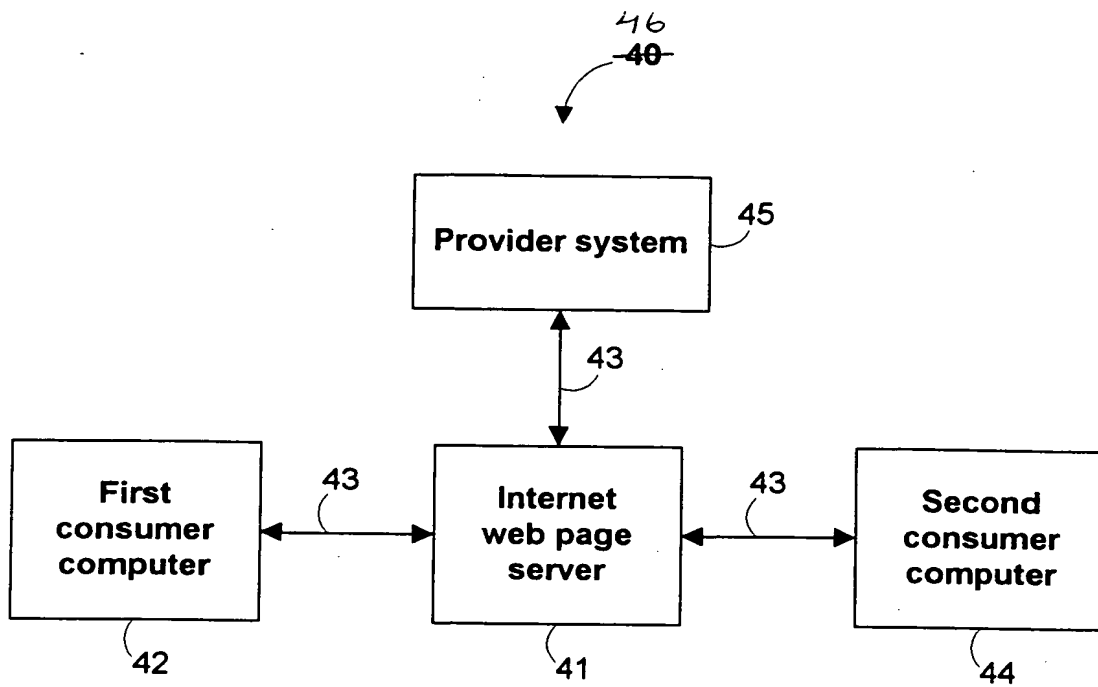 46
40
Provider system
45
43
First
consumer
computer
43
Internet
web page
server
43
Second
consumer
computer
42
41
44